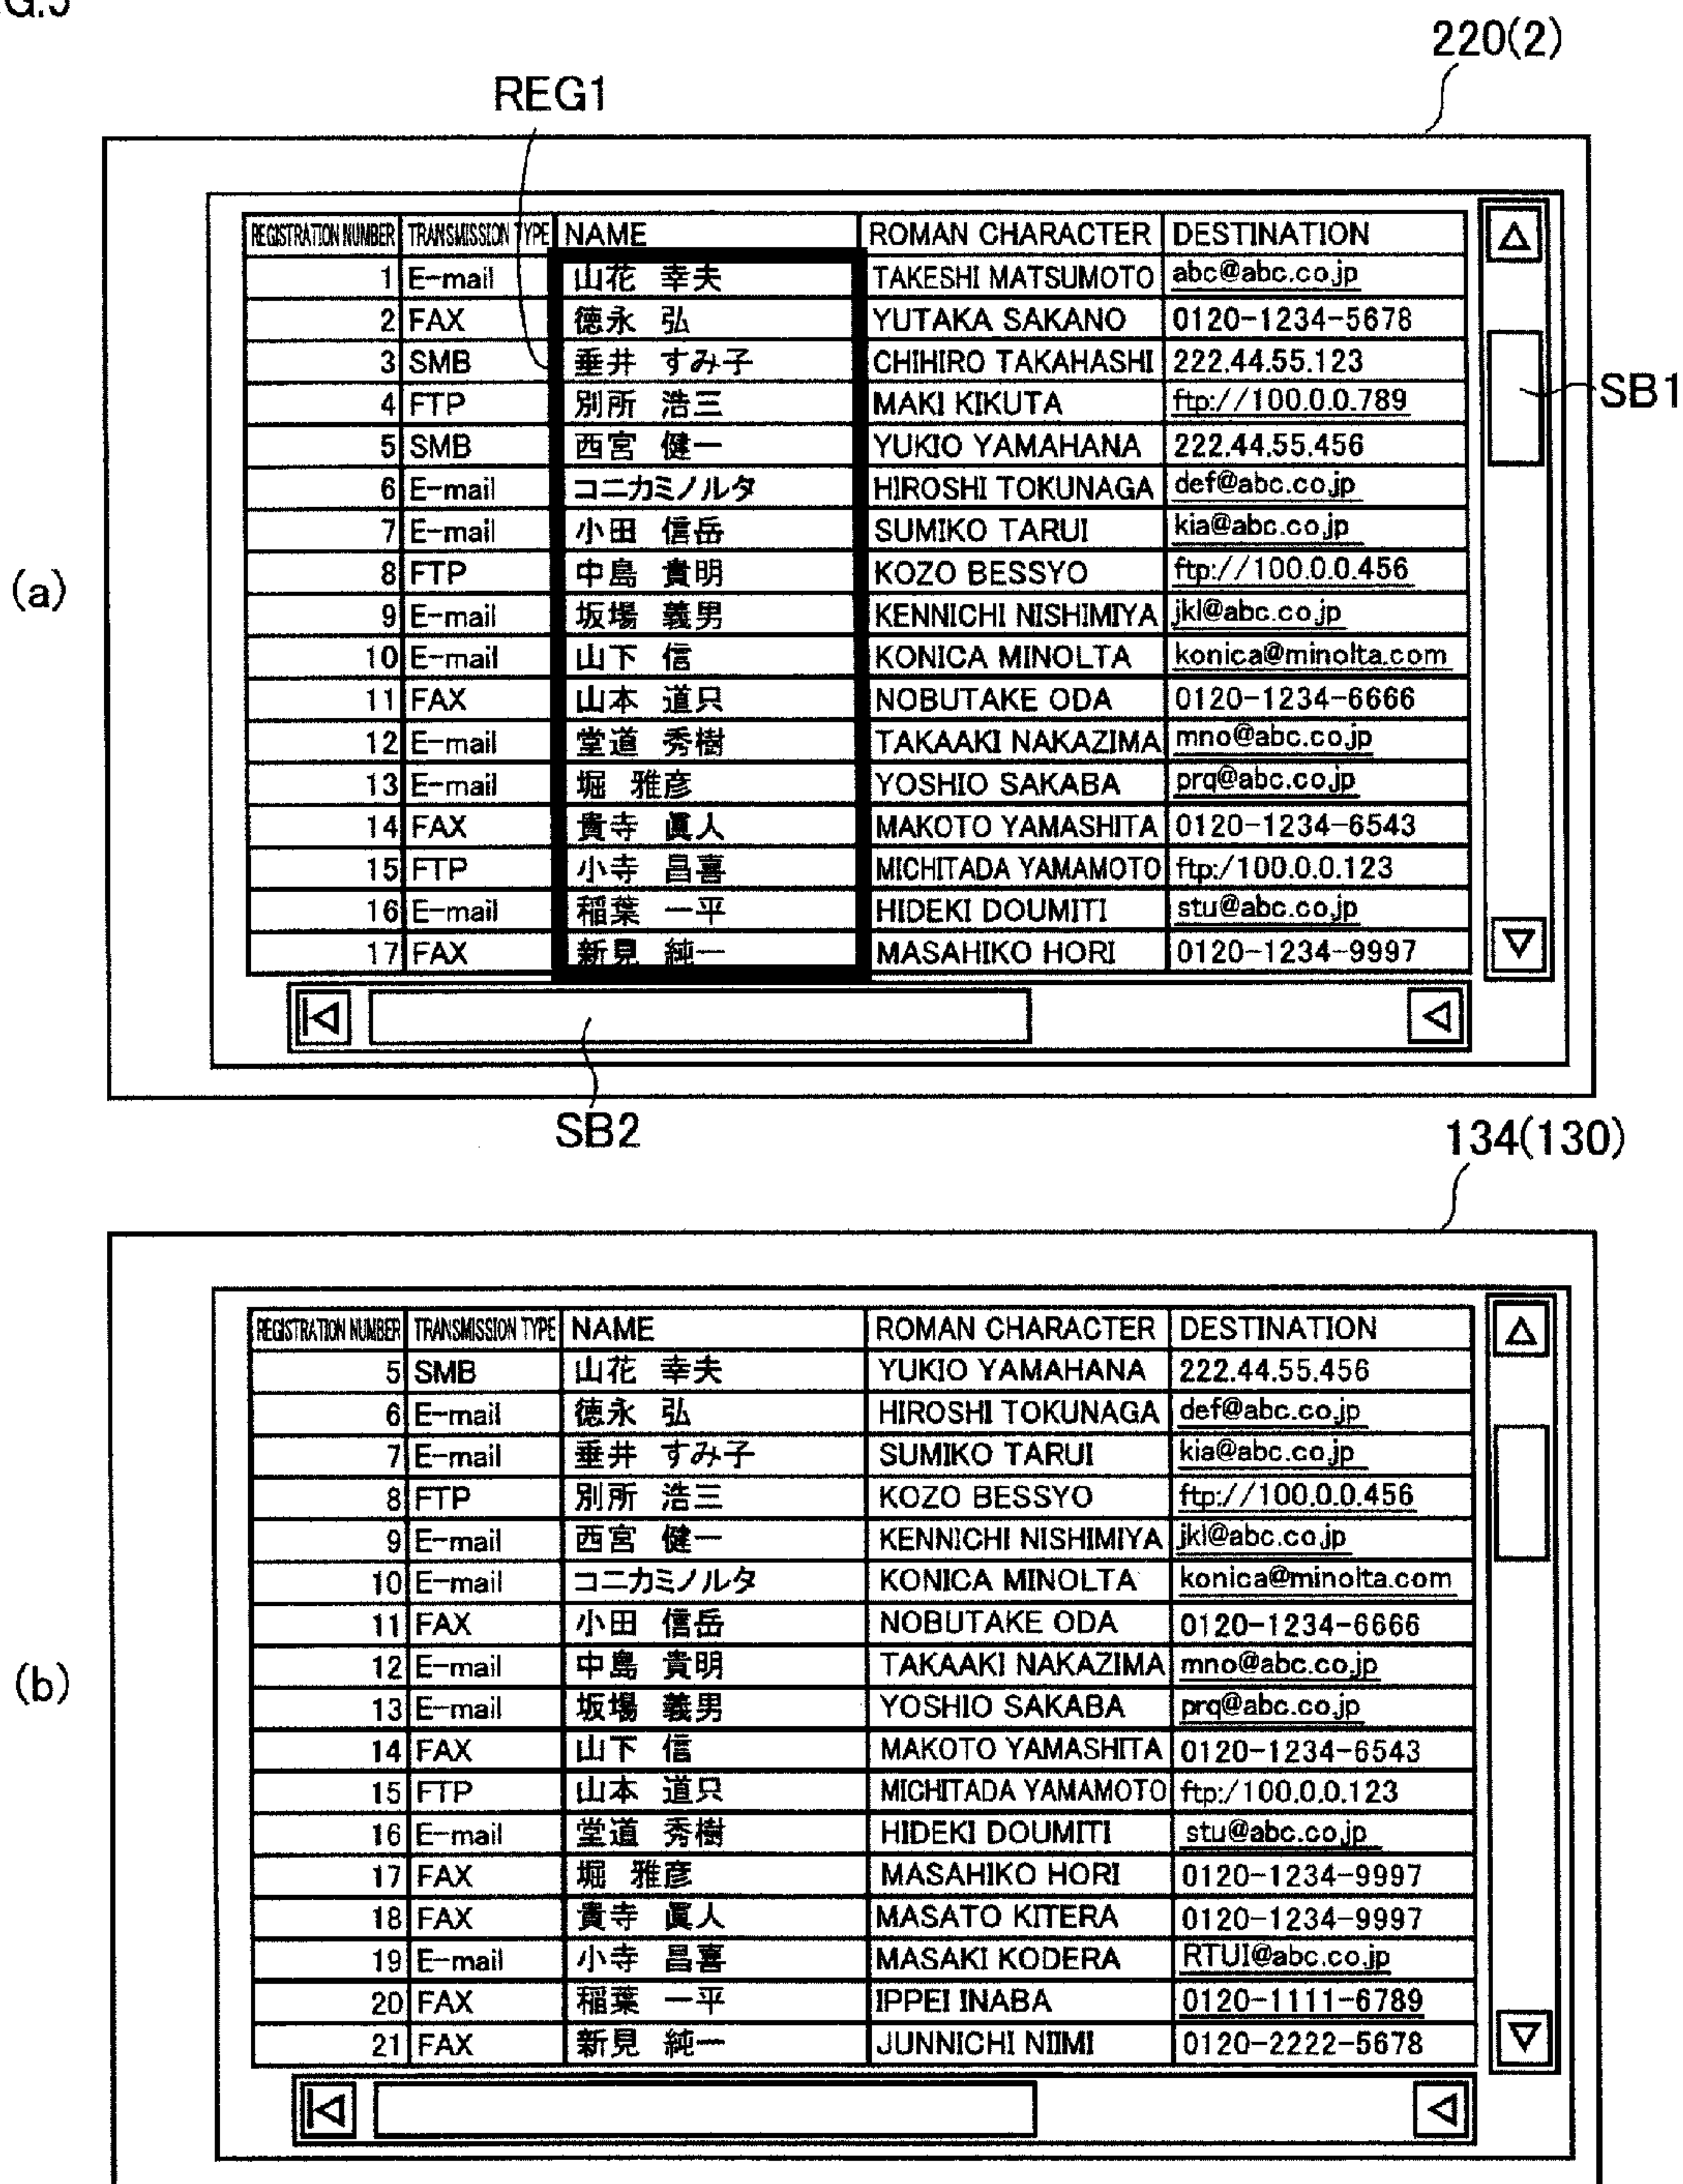 220(2)
REG1
REGISTRATION NUMBER TRANSMISSION TYPE NAME ROMAN CHARACTER DESTINATION
1 E-mail 山花 幸夫 TAKESHI MATSUMOTO abc@abc.co.jp
2 FAX 徳永 弘 YUTAKA SAKANO 0120-1234-5678
3 SMB 垂井 すみ子 CHIHIRO TAKAHASHI 222.44.55.123
SB1
4 FTP 別所 浩三 MAKI KIKUTA ftp://100.0.0.789
5 SMB 西宮 健一 YUKIO YAMAHANA 222.44.55.456
6 E-mail コニカミノルタ HIROSHI TOKUNAGA def@abc.co.jp
7 E-mail 小田 信岳 SUMIKO TARUI kia@abc.co.jp
(a)
8 FTP 中島 貴明 KOZO BESSYO ftp://100.0.0.456
9 E-mail 坂場 義男 KENNICHI NISHIMIYA jkl@abc.co.jp
10 E-mail 山下 信 KONICA MINOLTA konica@minolta.com
11 FAX 山本 道只 NOBUTAKE ODA 0120-1234-6666
12 E-mail 堂道 秀樹 TAKAAKI NAKAZIMA mno@abc.co.jp
13 E-mail 堀 雅彦 YOSHIO SAKABA prq@abc.co.jp
14 FAX 貴寺 眞人 MAKOTO YAMASHITA 0120-1234-6543
15 FTP 小寺 昌喜 MICHITADA YAMAMOTO ftp:/100.0.0.123
16 E-mail 稲葉 一平 HIDEKI DOUMITI stu@abc.co.jp
17 FAX 新見 純一 MASAHIKO HORI 0120-1234-9997
SB2
134(130)
REGISTRATION NUMBER TRANSMISSION TYPE NAME ROMAN CHARACTER DESTINATION
5 SMB 山花 幸夫 YUKIO YAMAHANA 222.44.55.456
6 E-mail 徳永 弘 HIROSHI TOKUNAGA def@abc.co.jp
7 E-mail 垂井 すみ子 SUMIKO TARUI kia@abc.co.jp
8 FTP 別所 浩三 KOZO BESSYO ftp://100.0.0.456
9 E-mail 西宮 健一 KENNICHI NISHIMIYA jkl@abc.co.jp
10 E-mail コニカミノルタ KONICA MINOLTA konica@minolta.com
11 FAX 小田 信岳 NOBUTAKE ODA 0120-1234-6666
12 E-mail 中島 貴明 TAKAAKI NAKAZIMA mno@abc.co.jp
(b)
13 E-mail 坂場 義男 YOSHIO SAKABA prq@abc.co.jp
14 FAX 山下 信 MAKOTO YAMASHITA 0120-1234-6543
15 FTP 山本 道只 MICHITADA YAMAMOTO ftp:/100.0.0.123
16 E-mail 堂道 秀樹 HIDEKI DOUMITI stu@abc.co.jp
17 FAX 堀 雅彦 MASAHIKO HORI 0120-1234-9997
18 FAX 貴寺 眞人 MASATO KITERA 0120-1234-9997
19 E-mail 小寺 昌喜 MASAKI KODERA RTUI@abc.co.jp
20 FAX 稲葉 一平 IPPEI INABA 0120-1111-6789
21 FAX 新見 純一 JUNNICHI NIIMI 0120-2222-5678